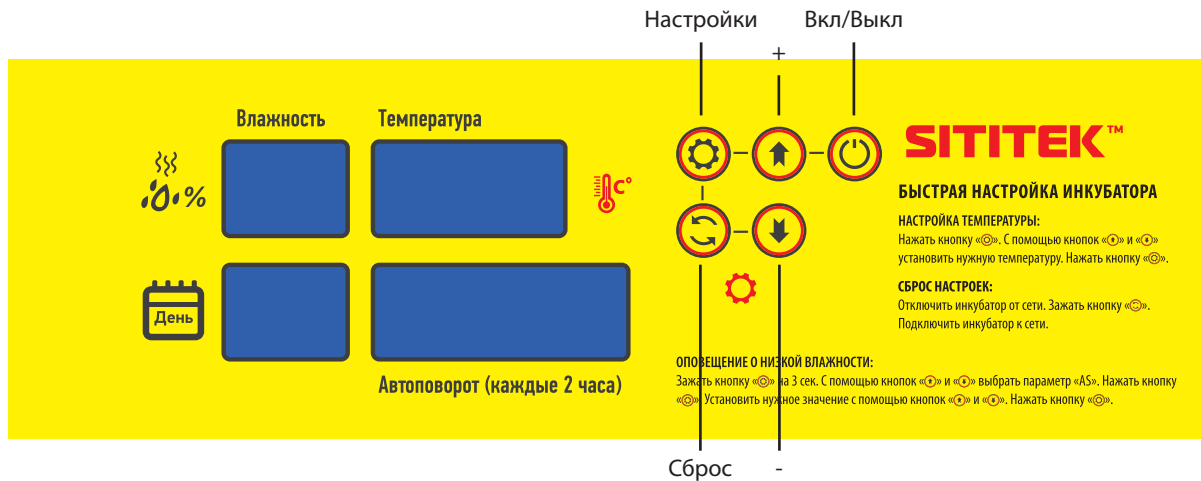 Настройки Вкл/Выкл
+
Влажность Температура
SITITEK™
% C°
БЫСТРАЯ НАСТРОЙКА ИНКУБАТОРА
НАСТРОЙКА ТЕМПЕРАТУРЫ:
Нажать кнопку «». С помощью кнопок «» и «»
установить нужную температуру. Нажать кнопку «».
СБРОС НАСТРОЕК:
Отключить инкубатор от сети. Зажать кнопку «».
Подключить инкубатор к сети.
День
ОПОВЕЩЕНИЕ О НИЗКОЙ ВЛАЖНОСТИ:
Зажать кнопку «» на 3 сек. С помощью кнопок «» и «» выбрать параметр «AS». Нажать кнопку
«» Установить нужное значение с помощью кнопок «» и «». Нажать кнопку «».
Автоповорот (каждые 2 часа)
Сброс -